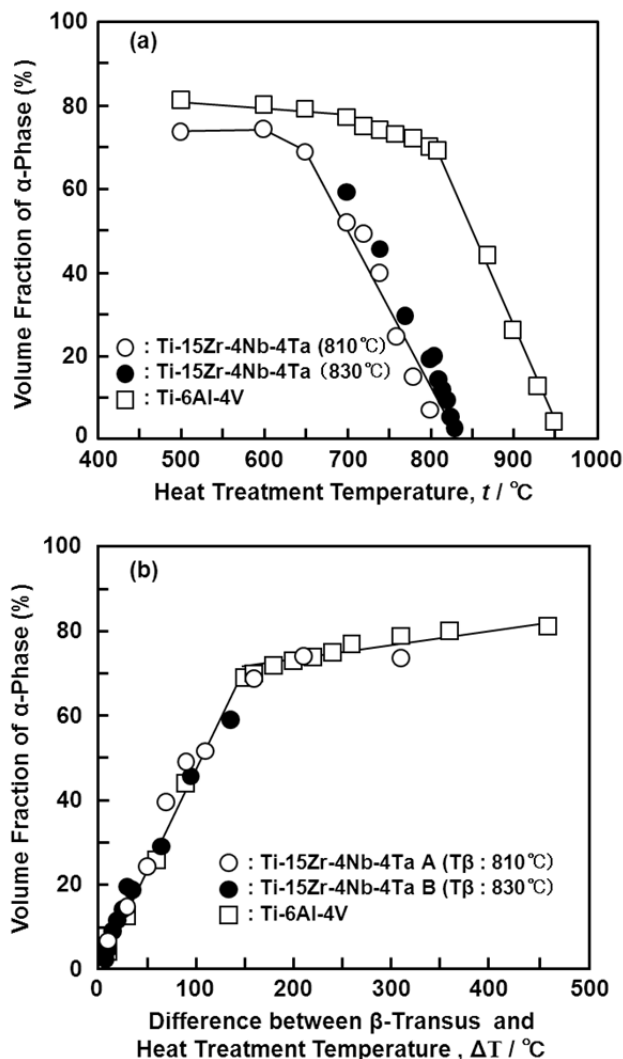 (a)
100
80
60
40
20
0
Volume Fraction of α-Phase (%)
○ : Ti-15Zr-4Nb-4Ta (810℃)
● : Ti-15Zr-4Nb-4Ta (830℃)
□ : Ti-6Al-4V
400 500 600 700 800 900 1000
Heat Treatment Temperature, t / °C
(b)
100
80
60
40
20
0
Volume Fraction of α-Phase (%)
○ : Ti-15Zr-4Nb-4Ta A (Tβ : 810℃)
● : Ti-15Zr-4Nb-4Ta B (Tβ : 830℃)
□ : Ti-6Al-4V
0 100 200 300 400 500
Difference between β-Transus and
Heat Treatment Temperature , ΔT / °C